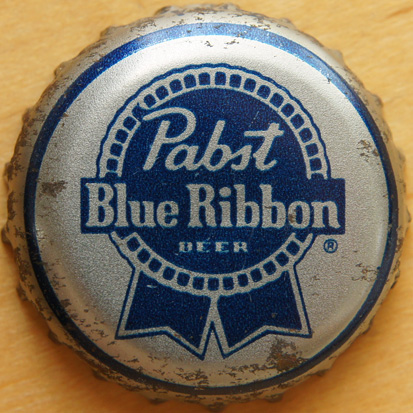 Pabst
Blue Ribbon
BEER
®